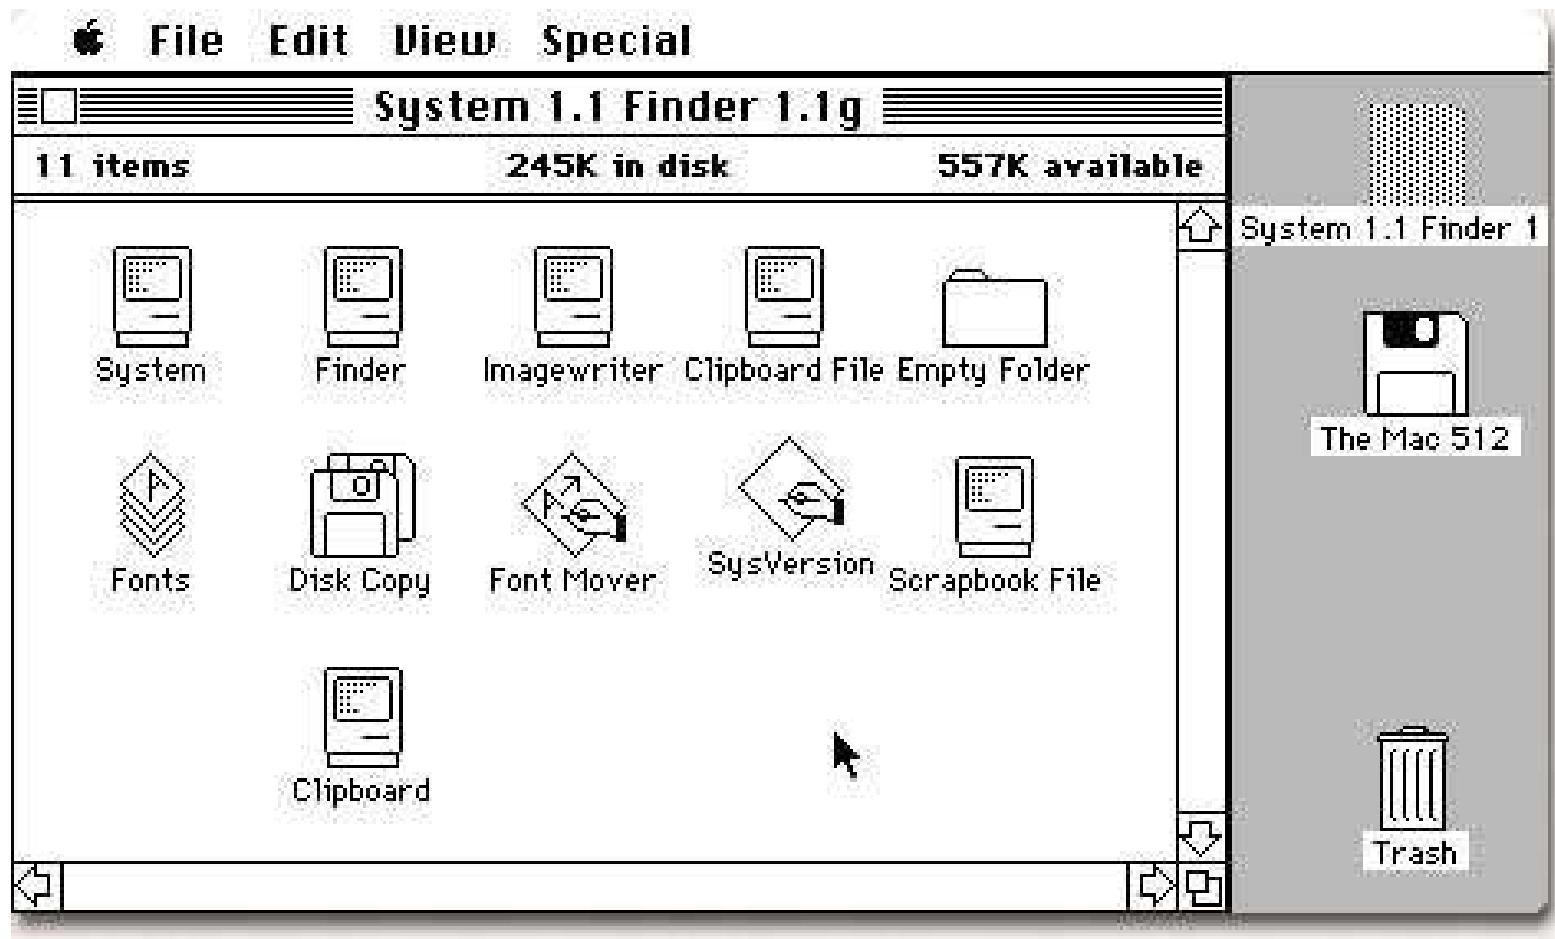 File Edit View Special
System 1.1 Finder 1.1g
11 items 245K in disk 557K available
System 1.1 Finder 1
System Finder Imagewriter Clipboard File Empty Folder
The Mac 512
Fonts Disk Copy Font Mover SysVersion Scrapbook File
Clipboard
Trash